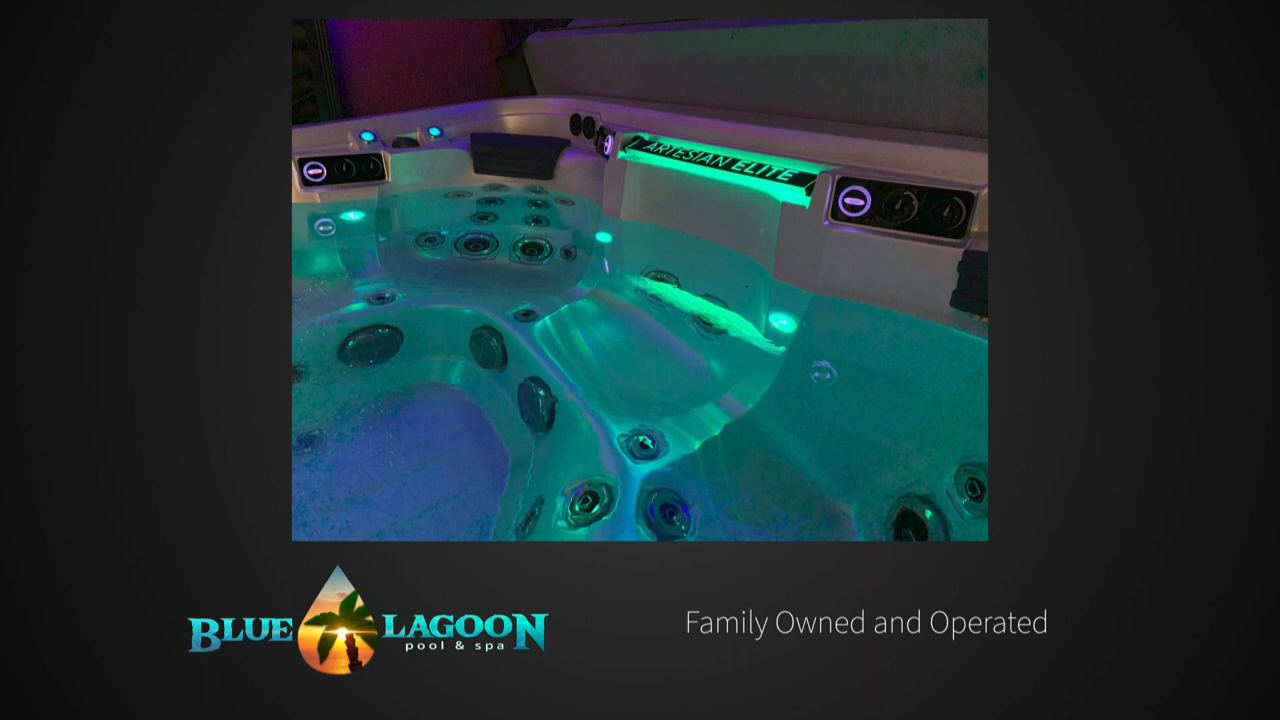 ARTESIAN ELITE
BLUE LAGOON
pool & spa
Family Owned and Operated